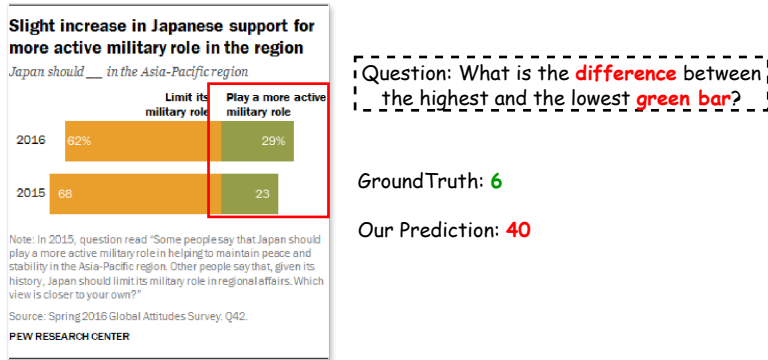 Slight increase in Japanese support for
more active military role in the region
Japan should __ in the Asia-Pacific region
Limit its Play a more active
military role military role
2016 62% 29%
2015 68 23
Note: In 2015, question read “Some people say that Japan should
play a more active military role in helping to maintain peace and
stability in the Asia-Pacific region. Other people say that, given its
history, Japan should limit its military role in regional affairs. Which
view is closer to your own?”
Source: Spring 2016 Global Attitudes Survey. Q42.
PEW RESEARCH CENTER
Question: What is the difference between
the highest and the lowest green bar?
GroundTruth: 6
Our Prediction: 40